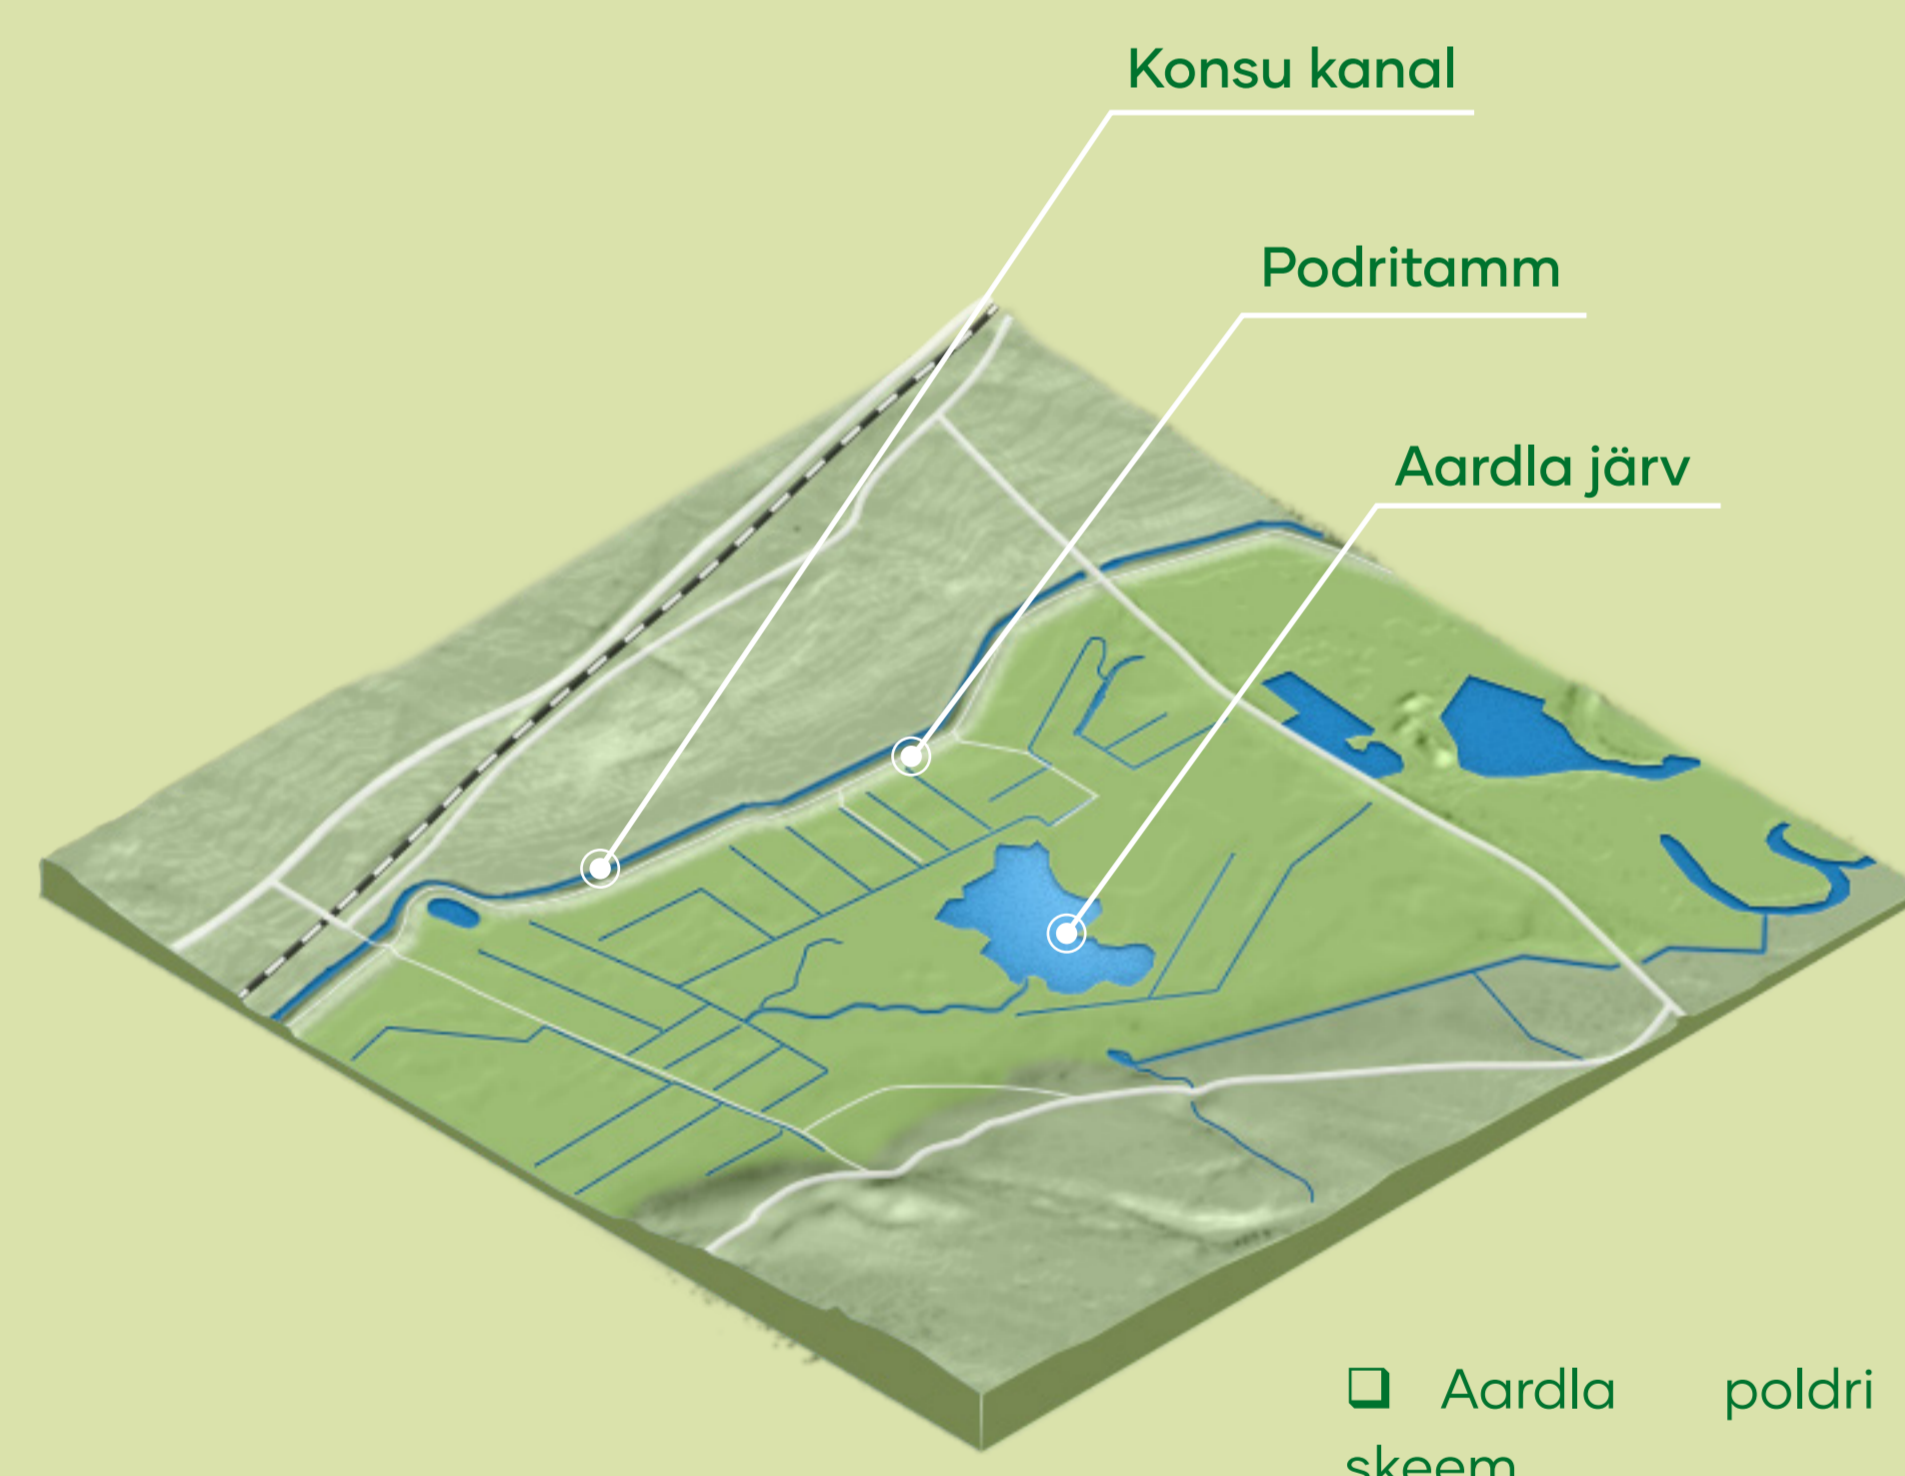 Konsu kanal
Podritamm
Aardla järv
❑ Aardla poldri
skeem